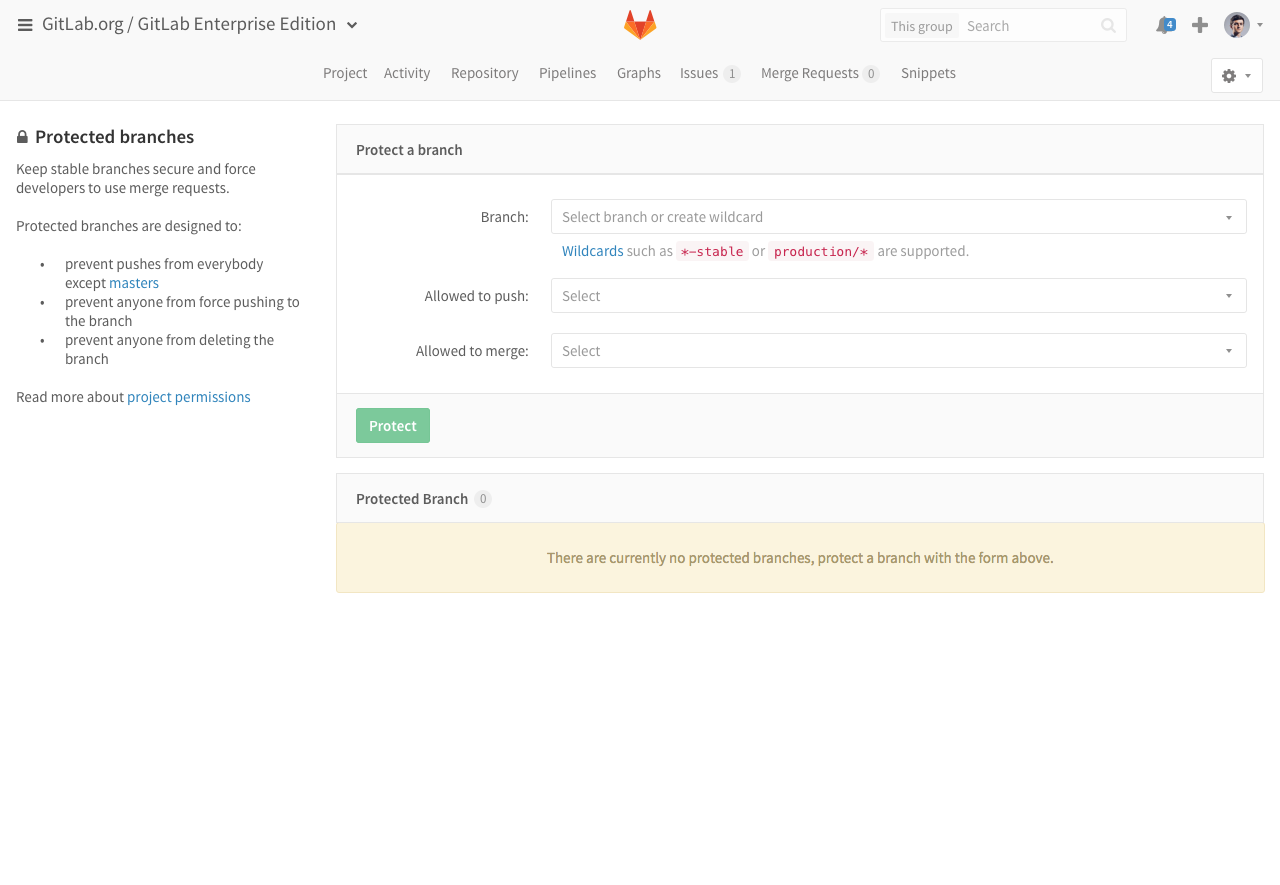 GitLab.org / GitLab Enterprise Edition
This group Search
4
Project Activity Repository Pipelines Graphs Issues 1 Merge Requests 0 Snippets
Protected branches
Keep stable branches secure and force
developers to use merge requests.
Protected branches are designed to:
• prevent pushes from everybody
except masters
• prevent anyone from force pushing to
the branch
• prevent anyone from deleting the
branch
Read more about project permissions
Protect a branch
Branch: Select branch or create wildcard
Wildcards such as *-stable or production/* are supported.
Allowed to push: Select
Allowed to merge: Select
Protect
Protected Branch 0
There are currently no protected branches, protect a branch with the form above.